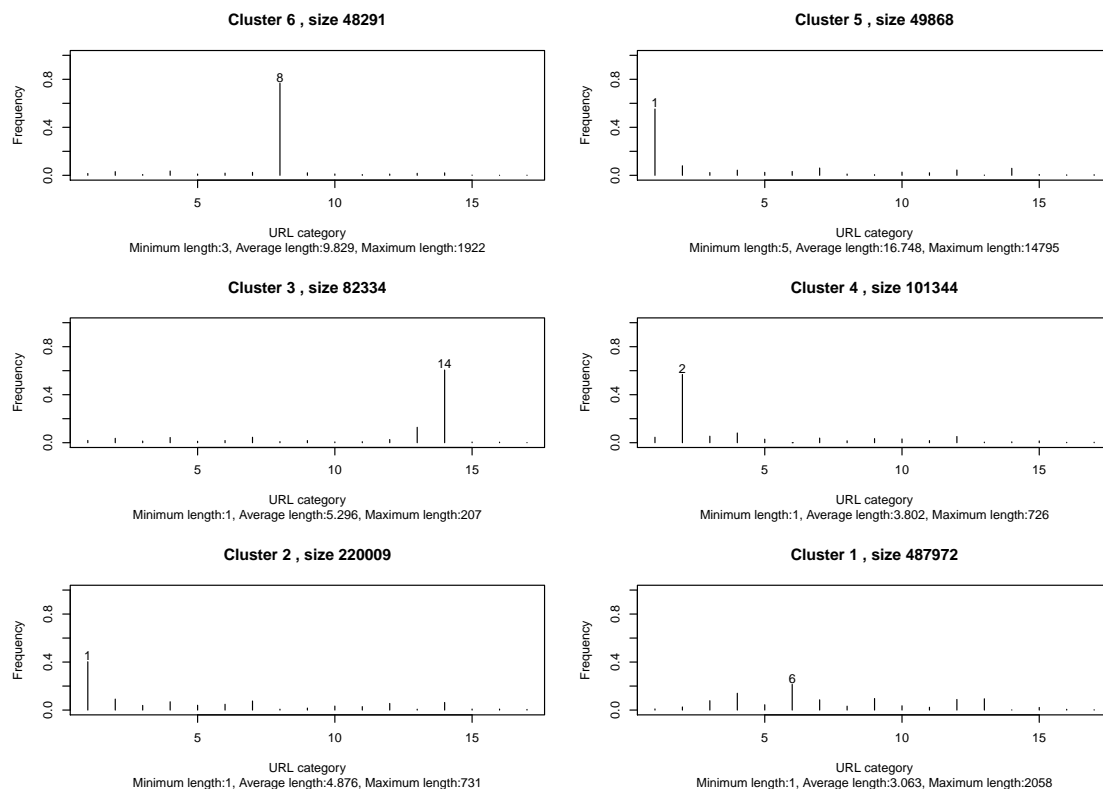 Cluster 6 , size 48291
Frequency
0.0 0.4 0.8
8
5 10 15
URL category
Minimum length:3, Average length:9.829, Maximum length:1922
Cluster 5 , size 49868
Frequency
0.0 0.4 0.8
1
5 10 15
URL category
Minimum length:5, Average length:16.748, Maximum length:14795
Cluster 3 , size 82334
Frequency
0.0 0.4 0.8
14
5 10 15
URL category
Minimum length:1, Average length:5.296, Maximum length:207
Cluster 4 , size 101344
Frequency
0.0 0.4 0.8
2
5 10 15
URL category
Minimum length:1, Average length:3.802, Maximum length:726
Cluster 2 , size 220009
Frequency
0.0 0.4 0.8
1
5 10 15
URL category
Minimum length:1, Average length:4.876, Maximum length:731
Cluster 1 , size 487972
Frequency
0.0 0.4 0.8
6
5 10 15
URL category
Minimum length:1, Average length:3.063, Maximum length:2058